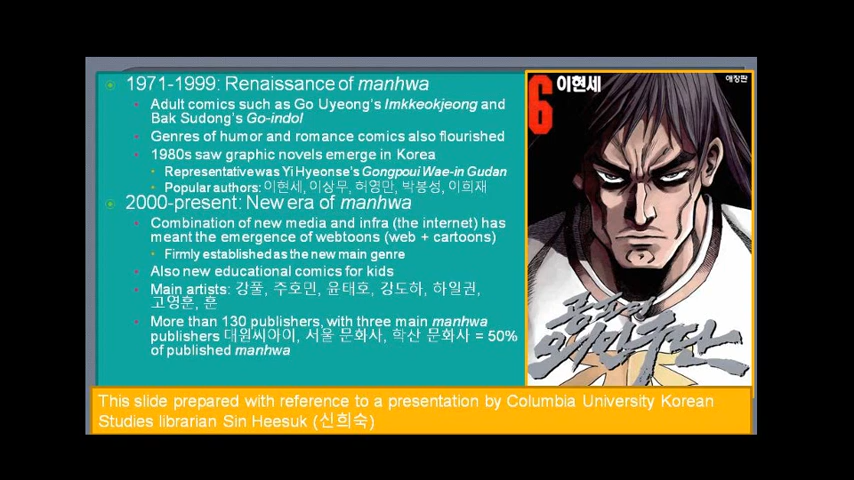 1971-1999: Renaissance of manhwa
Adult comics such as Go Uyeong's Imkkeokjeong and
Bak Sudong's Go-indol
Genres of humor and romance comics also flourished
1980s saw graphic novels emerge in Korea
Representative was Yi Hyeonse's Gongpoui Wae-in Gudan
Popular authors: 이현세, 이상무, 허영만, 박봉성, 이희재
2000-present: New era of manhwa
Combination of new media and infra (the internet) has
meant the emergence of webtoons (web + cartoons)
Firmly established as the new main genre
Also new educational comics for kids
Main artists: 강풀, 주호민, 윤태호, 강도하, 하일권,
고영훈, 훈
More than 130 publishers, with three main manhwa
publishers 대원씨아이, 서울 문화사, 학산 문화사 = 50%
of published manhwa
6 이현세
애장판
공포의
외인구단
This slide prepared with reference to a presentation by Columbia University Korean
Studies librarian Sin Heesuk (신희숙)